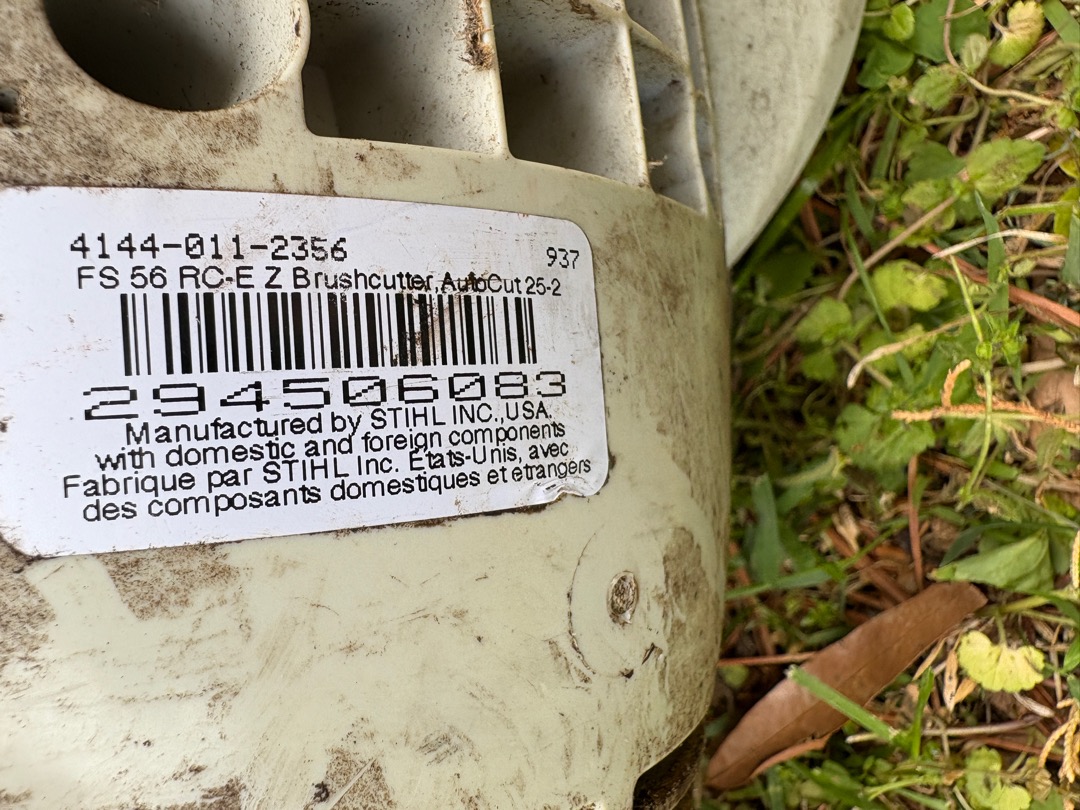 4144-011-2356
937
FS 56 RC-E Z Brushcutter,AutoCut 25-2
294506083
Manufactured by STIHL INC.,USA.
with domestic and foreign components
Fabrique par STIHL Inc. Etats-Unis, avec
des composants domestiques et etrangers